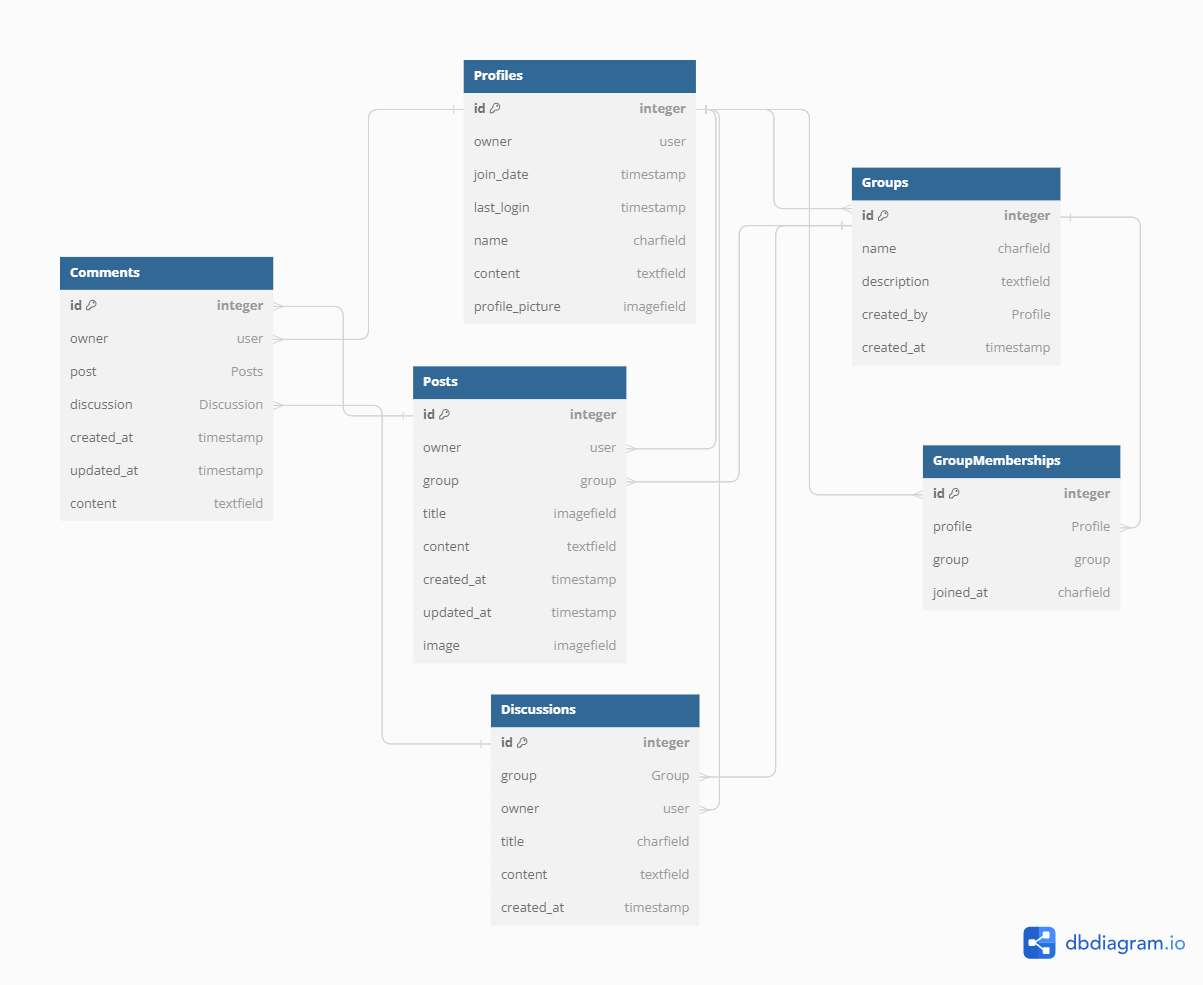 Profiles
id integer
owner user
join_date timestamp
last_login timestamp
name charfield
content textfield
profile_picture imagefield
Groups
id integer
name charfield
description textfield
created_by Profile
created_at timestamp
Comments
id integer
owner user
post Posts
discussion Discussion
created_at timestamp
updated_at timestamp
content textfield
Posts
id integer
owner user
group group
title imagefield
content textfield
created_at timestamp
updated_at timestamp
image imagefield
GroupMemberships
id integer
profile Profile
group group
joined_at charfield
Discussions
id integer
group Group
owner user
title charfield
content textfield
created_at timestamp
dbdiagram.io